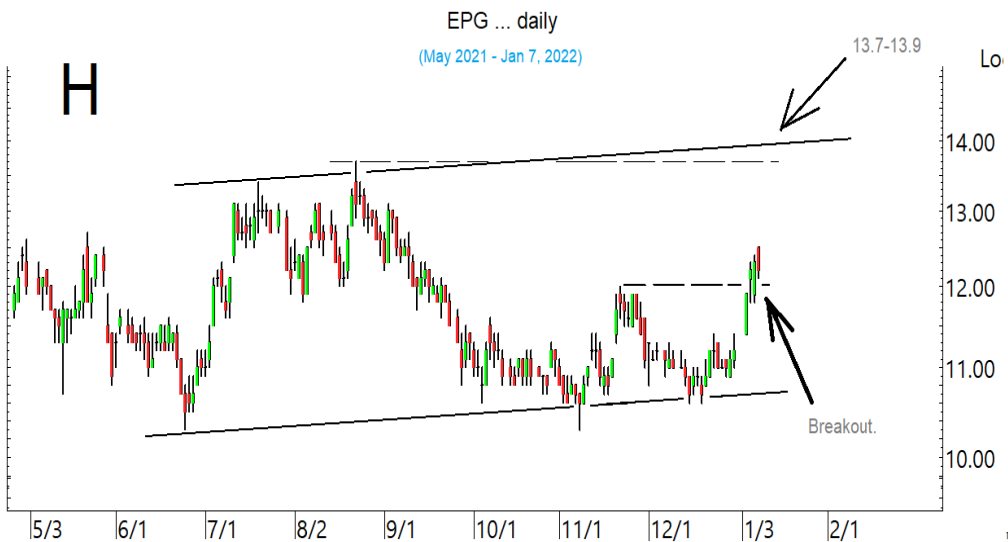 EPG ... daily
(May 2021 - Jan 7, 2022)
13.7-13.9
H
14.00
13.00
12.00
11.00
10.00
Breakout.
5/3 6/1 7/1 8/2 9/1 10/1 11/1 12/1 1/3 2/1